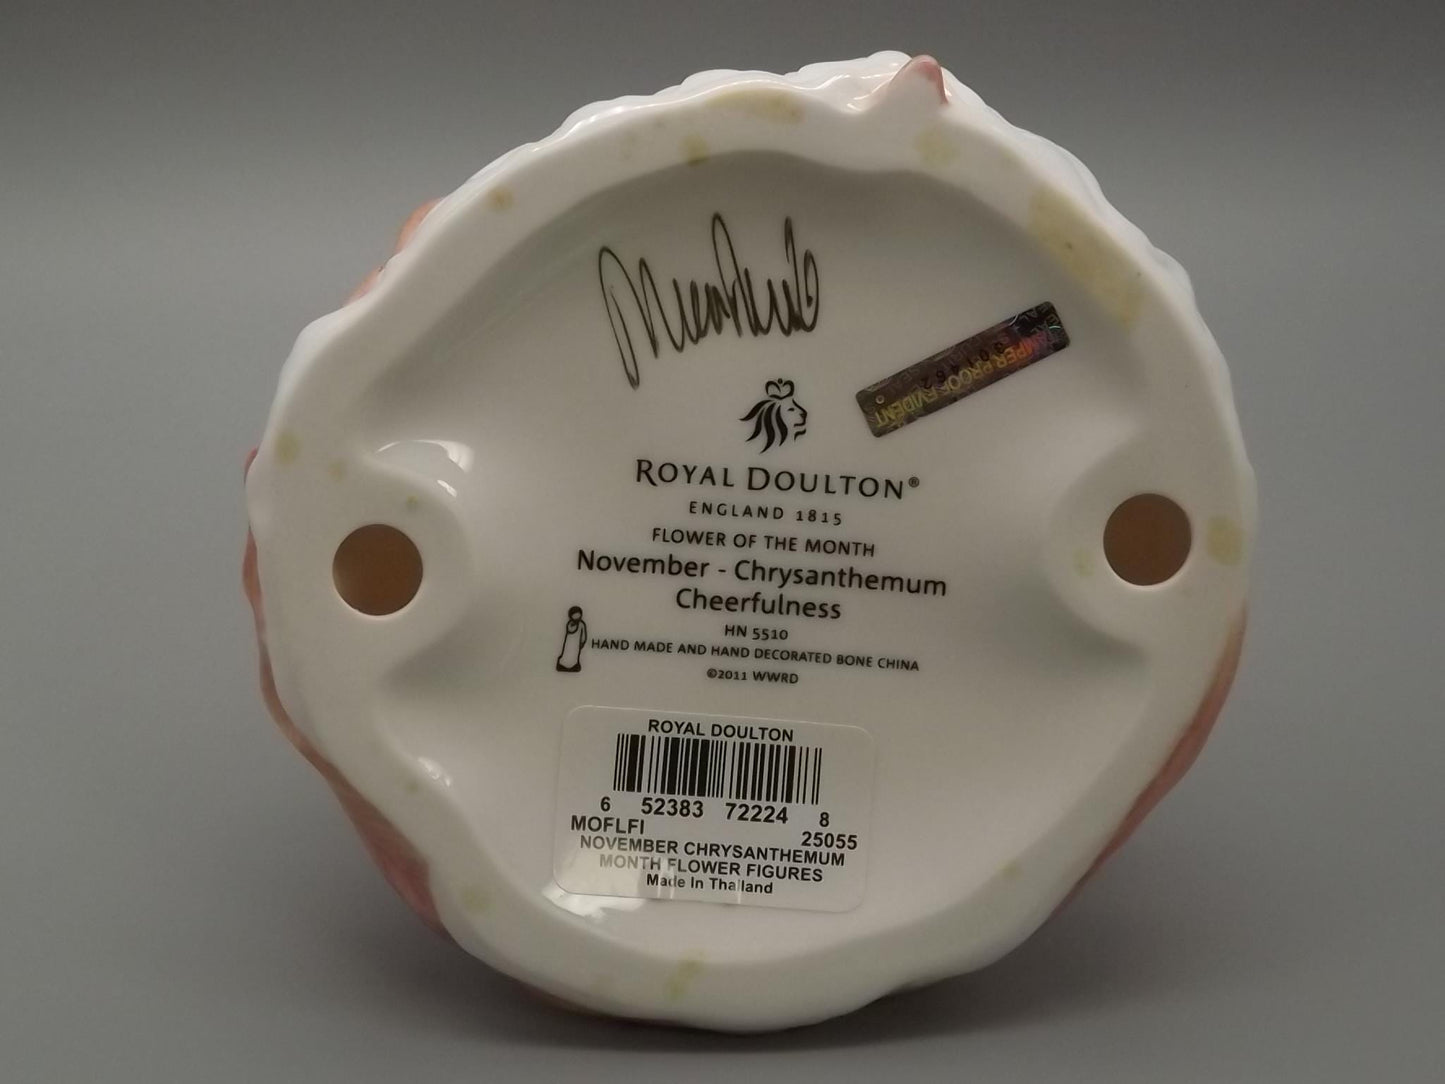 ROYAL DOULTON®
ENGLAND 1815
FLOWER OF THE MONTH
November - Chrysanthemum
Cheerfulness
HN 5510
HAND MADE AND HAND DECORATED BONE CHINA
©2011 WWRD
TAMPER PROOF EVIDENT
ROYAL DOULTON
6 52383 72224 8
MOFLFI 25055
NOVEMBER CHRYSANTHEMUM
MONTH FLOWER FIGURES
Made In Thailand